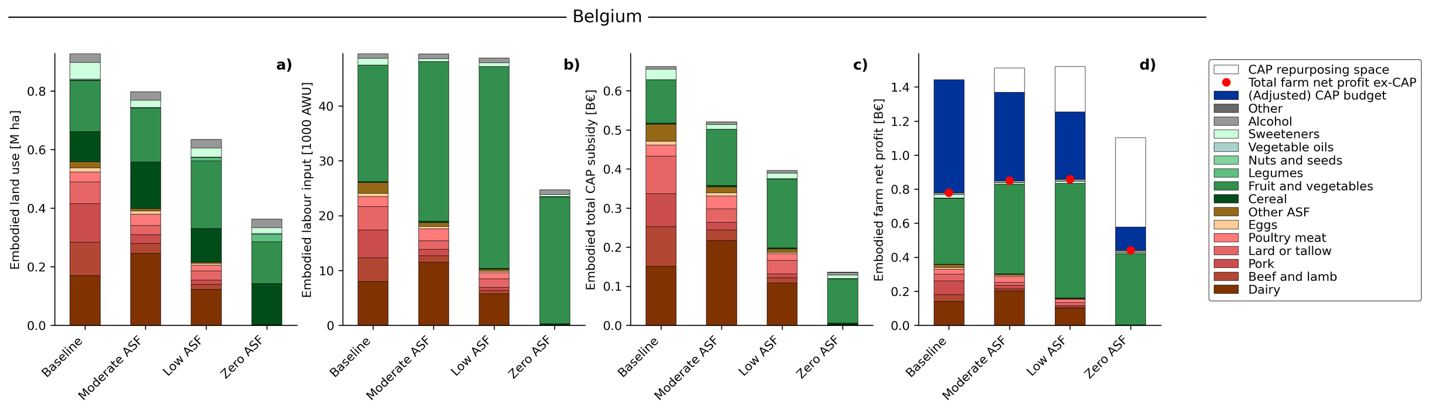 Belgium
a)
Embodied land use [M ha]
0.8
0.6
0.4
0.2
0.0
Baseline
Moderate ASF
Low ASF
Zero ASF
b)
Embodied labour input [1000 AWU]
40
30
20
10
0
Baseline
Moderate ASF
Low ASF
Zero ASF
c)
Embodied total CAP subsidy [B€]
0.6
0.5
0.4
0.3
0.2
0.1
0.0
Baseline
Moderate ASF
Low ASF
Zero ASF
d)
Embodied farm net profit [B€]
1.4
1.2
1.0
0.8
0.6
0.4
0.2
0.0
Baseline
Moderate ASF
Low ASF
Zero ASF
CAP repurposing space
Total farm net profit ex-CAP
(Adjusted) CAP budget
Other
Alcohol
Sweeteners
Vegetable oils
Nuts and seeds
Legumes
Fruit and vegetables
Cereal
Other ASF
Eggs
Poultry meat
Lard or tallow
Pork
Beef and lamb
Dairy